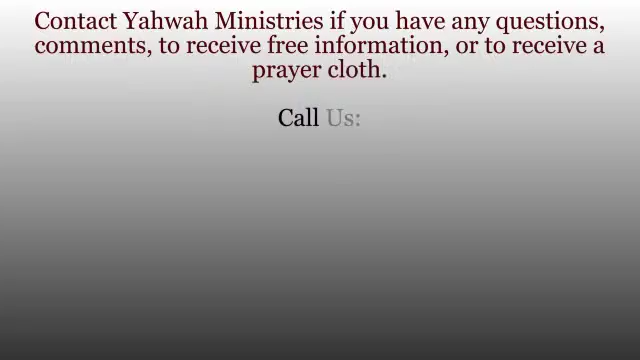 Contact Yahwah Ministries if you have any questions,
comments, to receive free information, or to receive a
prayer cloth.
Call Us: